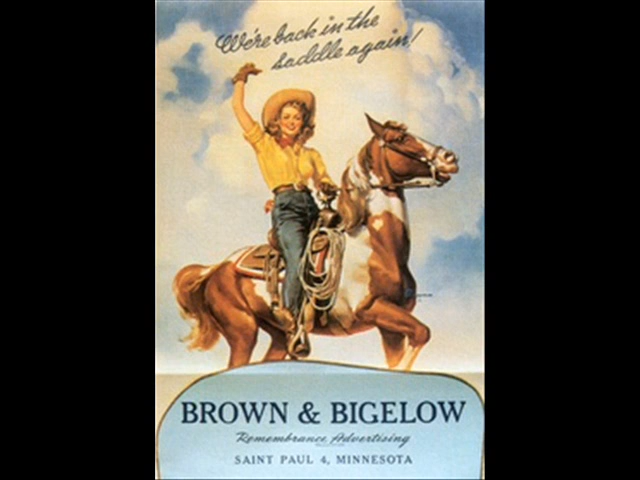 We're back in the
saddle again!
BROWN & BIGELOW
Remembrance Advertising
SAINT PAUL 4, MINNESOTA